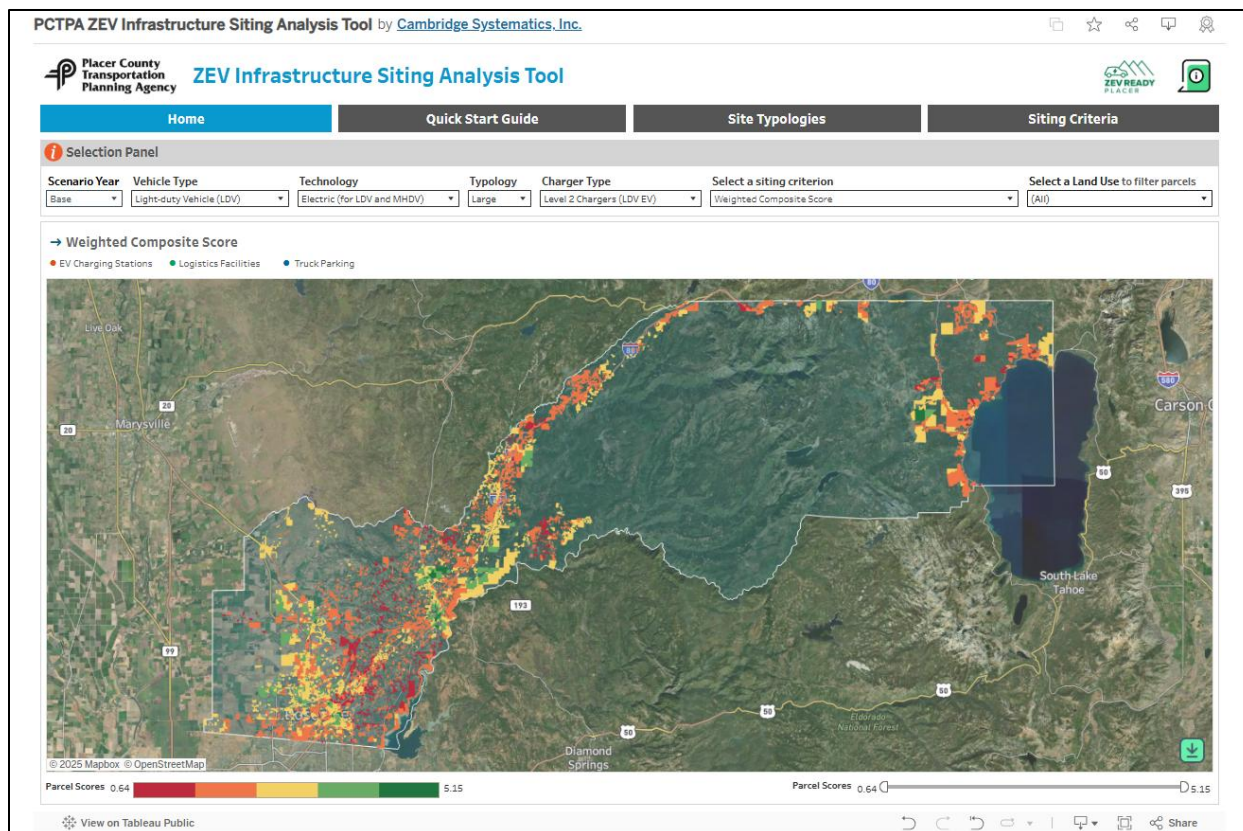 PCTPA ZEV Infrastructure Siting Analysis Tool by Cambridge Systematics, Inc.
Placer County
Transportation
Planning Agency
ZEV Infrastructure Siting Analysis Tool
ZEV READY
PLACER
Home Quick Start Guide Site Typologies Siting Criteria
Selection Panel
Scenario Year Vehicle Type Technology Typology Charger Type Select a siting criterion Select a Land Use to filter parcels
Base Light-duty Vehicle (LDV) Electric (for LDV and MHDV) Large Level 2 Chargers (LDV EV) Weighted Composite Score (All)
→ Weighted Composite Score
EV Charging Stations Logistics Facilities Truck Parking
80
Live Oak
80
580
20
Carson C
Marysville
20
50
395
South Lake
Tahoe
193
99
50
50
Eldorado
National Forest
50
50
Diamond
Springs
© 2025 Mapbox © OpenStreetMap
Parcel Scores 0.64 5.15 Parcel Scores 0.64 5.15
View on Tableau Public Share